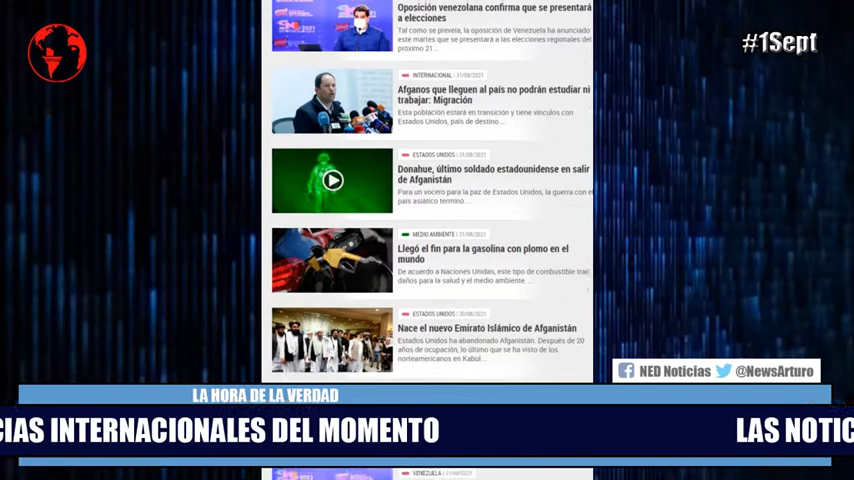 Oposición venezolana confirma que se presentará
a elecciones
Tal como se preveía, la oposición de Venezuela ha anunciado
este martes que se presentará a las elecciones regionales del
próximo 21...
#1Sept
INTERNACIONAL | 31/08/2021
Afganos que lleguen al país no podrán estudiar ni
trabajar: Migración
Esta población estará en transición y tiene vínculos con
Estados Unidos, país de destino...
ESTADOS UNIDOS | 31/08/2021
Donahue, último soldado estadounidense en salir
de Afganistán
Para un vocero para la paz de Estados Unidos, la guerra con el
país asiático terminó...
MEDIO AMBIENTE | 31/08/2021
Llegó el fin para la gasolina con plomo en el
mundo
De acuerdo a Naciones Unidas, este tipo de combustible trae
daños para la salud y el medio ambiente. ...
ESTADOS UNIDOS | 30/08/2021
Nace el nuevo Emirato Islámico de Afganistán
Estados Unidos ha abandonado Afganistán. Después de 20
años de ocupación, lo último que se ha visto de los
norteamericanos en Kabul...
NED Noticias @NewsArturo
LA HORA DE LA VERDAD
CIAS INTERNACIONALES DEL MOMENTO LAS NOTIC
VENEZUELA